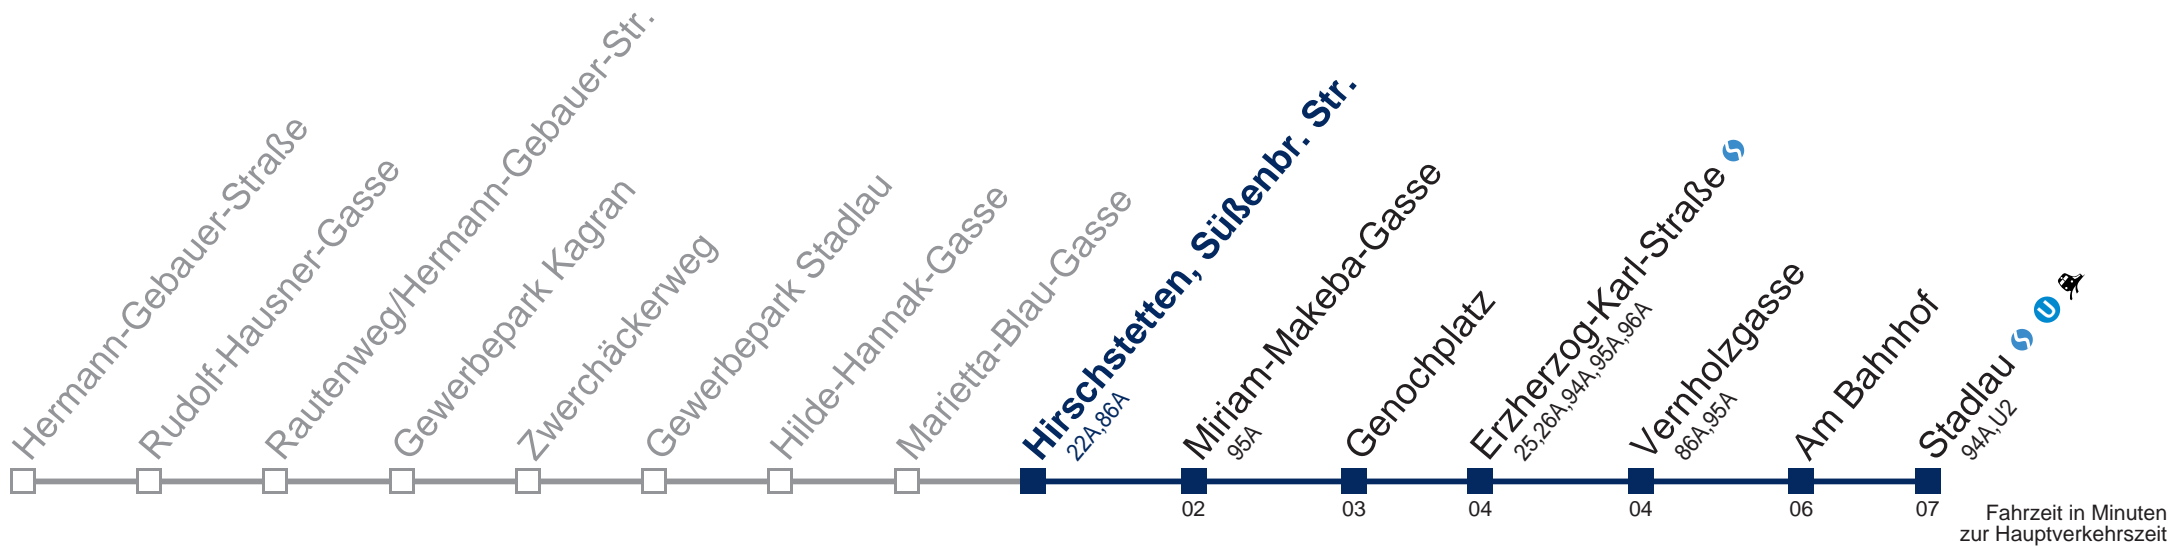 Hermann-Gebauer-Straße
Rudolf-Hausner-Gasse
Rautenweg/Hermann-Gebauer-Str.
Gewerbepark Kagran
Zwerchäckerweg
Gewerbepark Stadlau
Hilde-Hannak-Gasse
Marietta-Blau-Gasse
Hirschstetten, Süßenbr. Str.
22A,86A
Miriam-Makeba-Gasse
95A
02
Genochplatz
03
Erzherzog-Karl-Straße S
25,26A,94A,95A,96A
04
Vernholzgasse
86A,95A
04
Am Bahnhof
06
Stadlau S U
94A,U2
07
Fahrzeit in Minuten
zur Hauptverkehrszeit